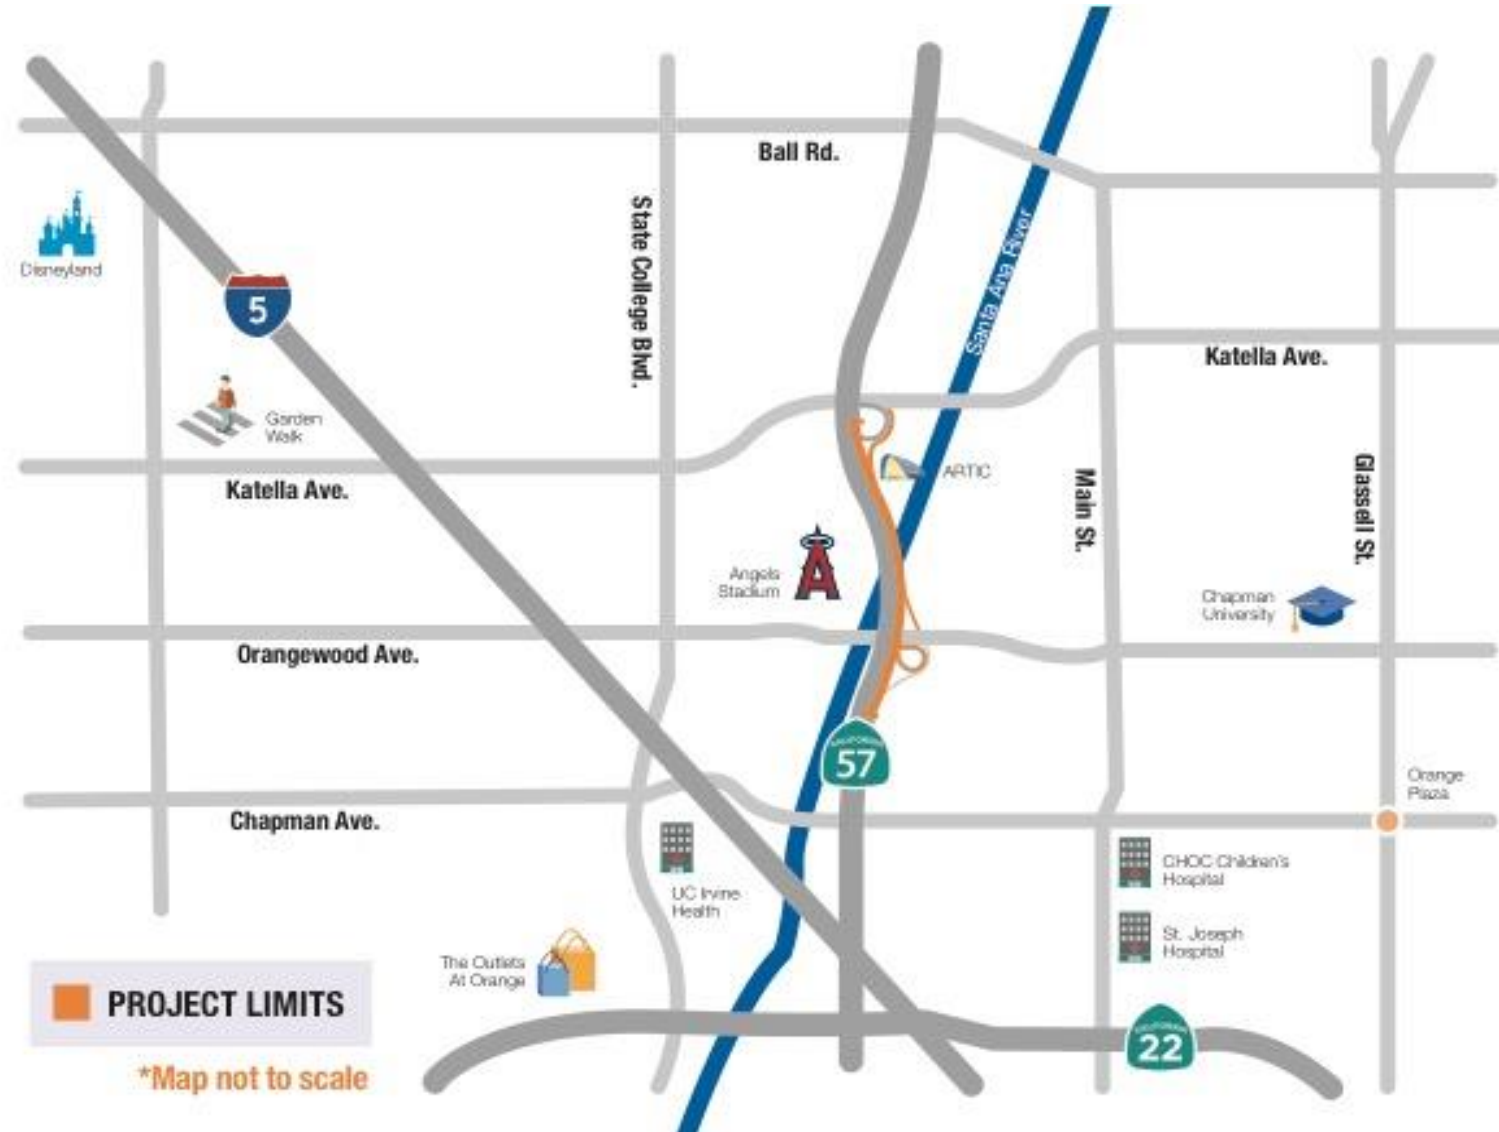 Ball Rd.
State College Blvd.
Santa Ana River
Disneyland
5
Katella Ave.
Garden
Walk
Katella Ave.
ARTIC
Main St.
Glassell St.
Angels
Stadium
Chapman
University
Orangewood Ave.
CALIFORNIA
57
Orange
Plaza
Chapman Ave.
CHOC Children's
Hospital
UC Irvine
Health
St. Joseph
Hospital
The Outlets
At Orange
PROJECT LIMITS
CALIFORNIA
22
*Map not to scale